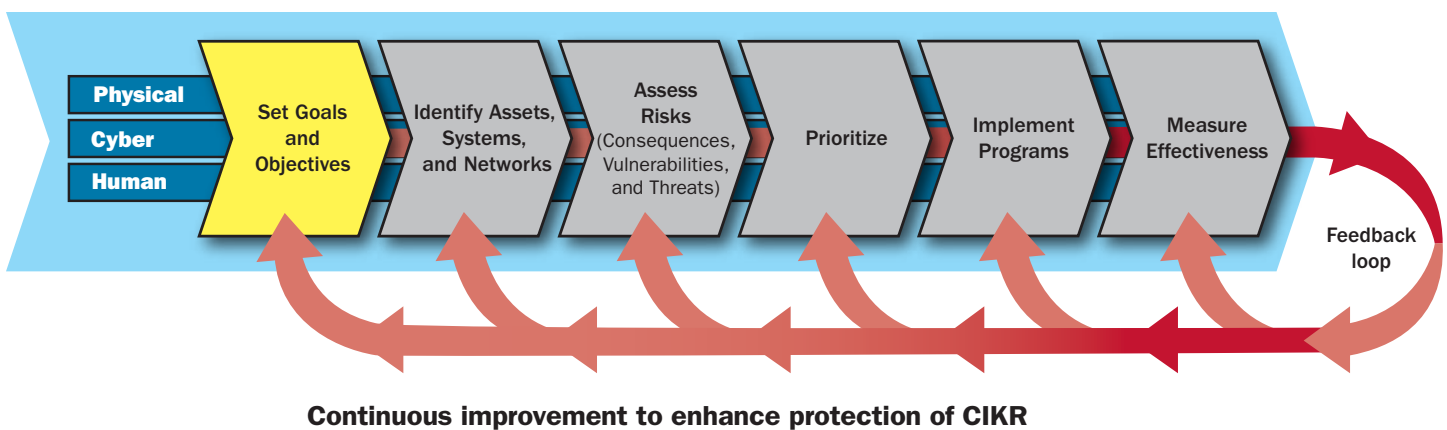 Physical
Cyber
Human
Set Goals
and
Objectives
Identify Assets,
Systems,
and Networks
Assess
Risks
(Consequences,
Vulnerabilities,
and Threats)
Prioritize
Implement
Programs
Measure
Effectiveness
Feedback
loop
Continuous improvement to enhance protection of CIKR